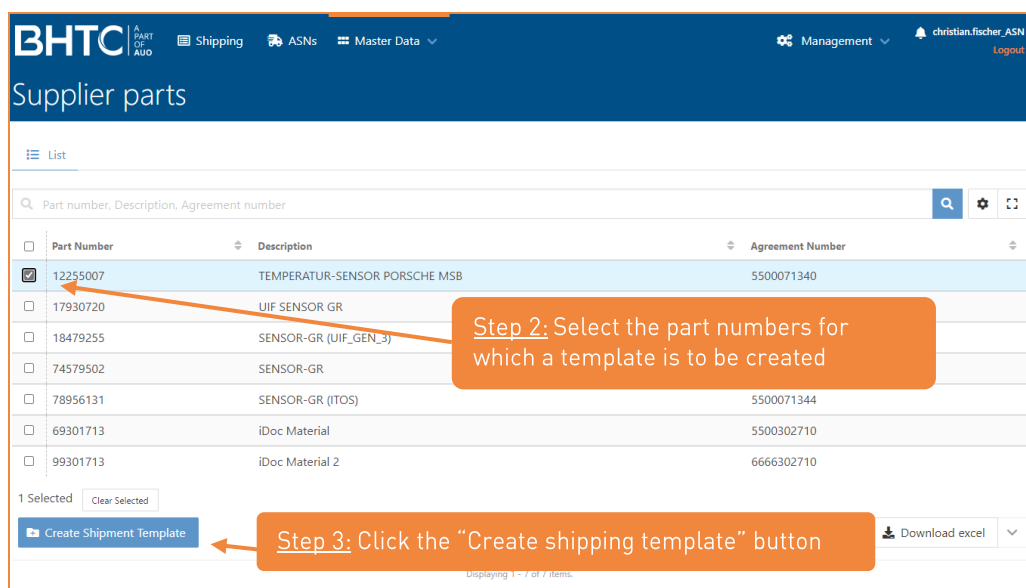 BHTC A PART OF AUO
Shipping ASNs Master Data Management christian.fischer_ASN
Logout
Supplier parts
List
Part number, Description, Agreement number
Part Number Description Agreement Number
12255007 TEMPERATUR-SENSOR PORSCHE MSB 5500071340
17930720 UIF SENSOR GR
18479255 SENSOR-GR (UIF_GEN_3)
74579502 SENSOR-GR
78956131 SENSOR-GR (ITOS) 5500071344
69301713 iDoc Material 5500302710
99301713 iDoc Material 2 6666302710
Step 2: Select the part numbers for
which a template is to be created
1 Selected Clear Selected
Create Shipment Template
Step 3: Click the “Create shipping template” button
Download excel
Displaying 1 - 7 of 7 items.